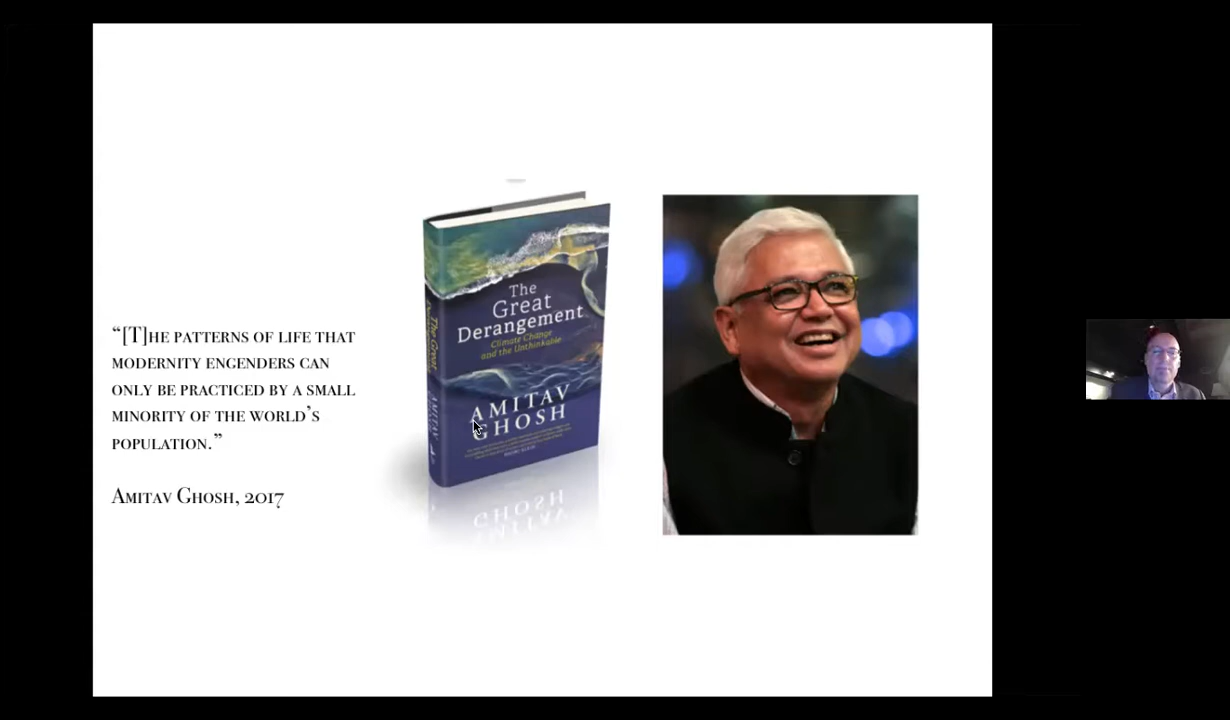 “[T]he patterns of life that
modernity engenders can
only be practiced by a small
minority of the world’s
population.”
Amitav Ghosh, 2017
The
Great
Derangement
Climate Change
and the Unthinkable
AMITAV
GHOSH